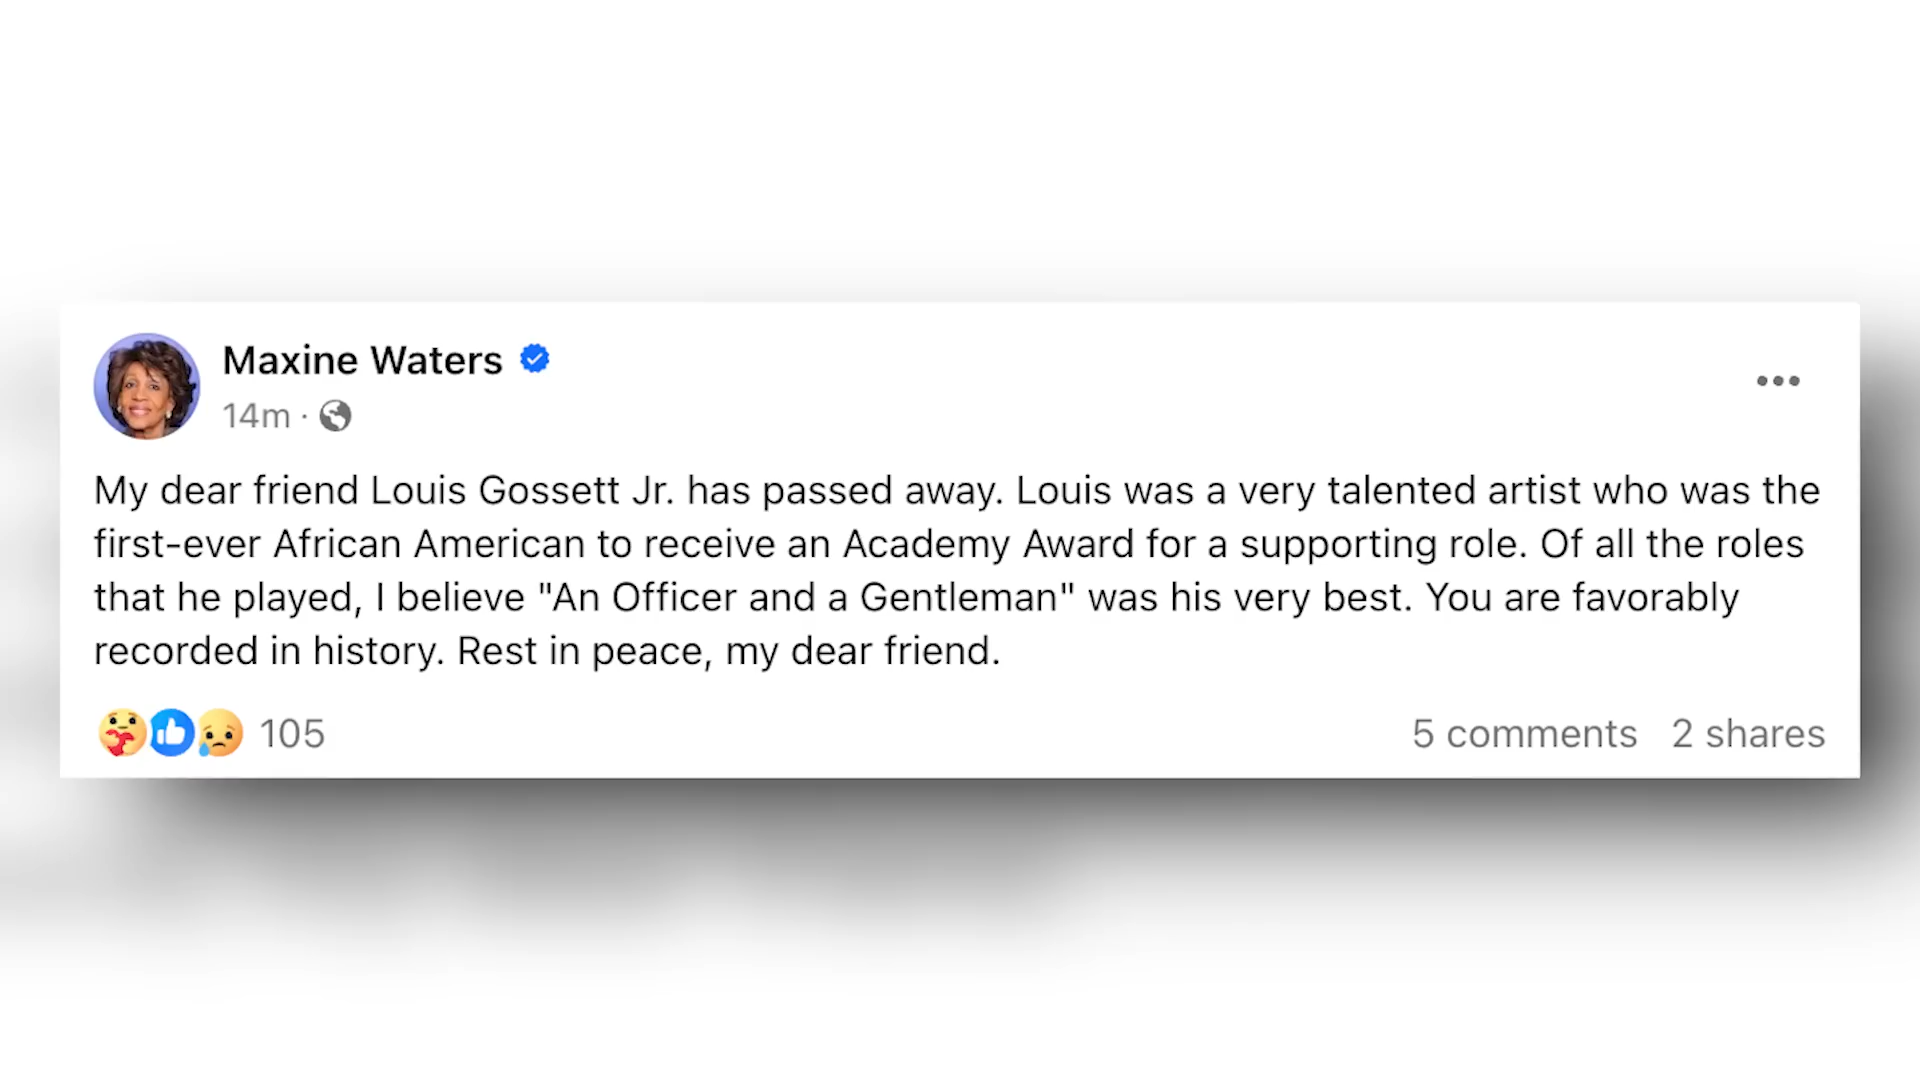 Maxine Waters
14m ·
My dear friend Louis Gossett Jr. has passed away. Louis was a very talented artist who was the
first-ever African American to receive an Academy Award for a supporting role. Of all the roles
that he played, I believe "An Officer and a Gentleman" was his very best. You are favorably
recorded in history. Rest in peace, my dear friend.
105
5 comments 2 shares